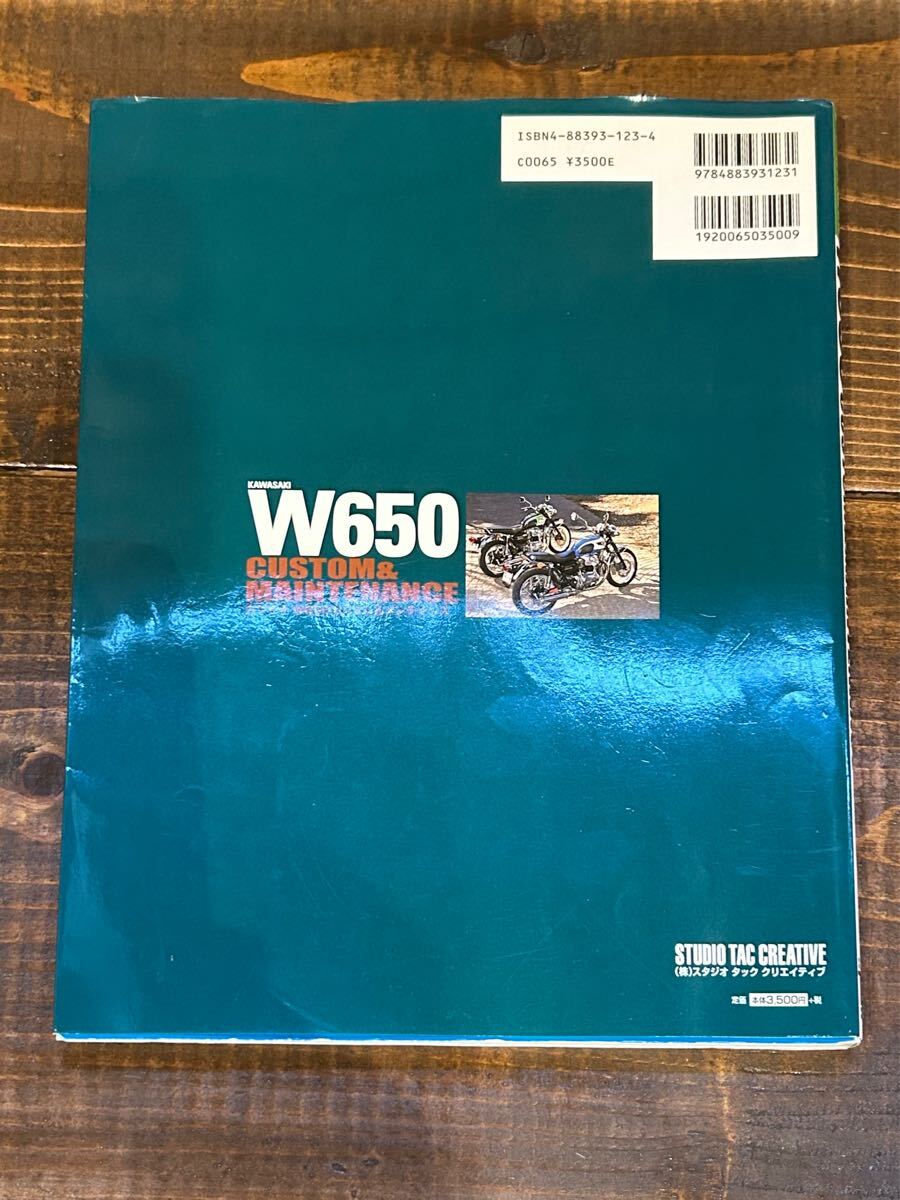 ISBN4-88393-123-4
C0065 ¥3500E
9784883931231
1920065035009
KAWASAKI
W650
CUSTOM&
MAINTENANCE
STUDIO TAC CREATIVE
(株)スタジオ タック クリエイティブ
定価 本体3,500円+税